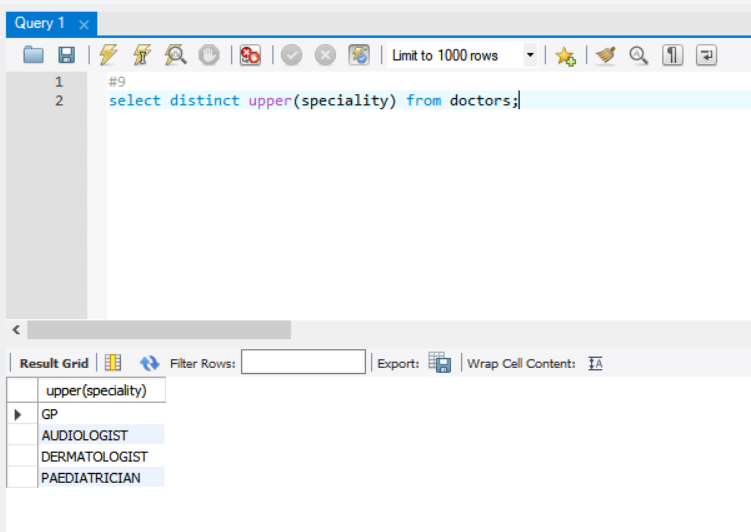 Query 1
Limit to 1000 rows
1 #9
2 select distinct upper(speciality) from doctors;
Result Grid Filter Rows: Export: Wrap Cell Content:
upper(speciality)
GP
AUDIOLOGIST
DERMATOLOGIST
PAEDIATRICIAN